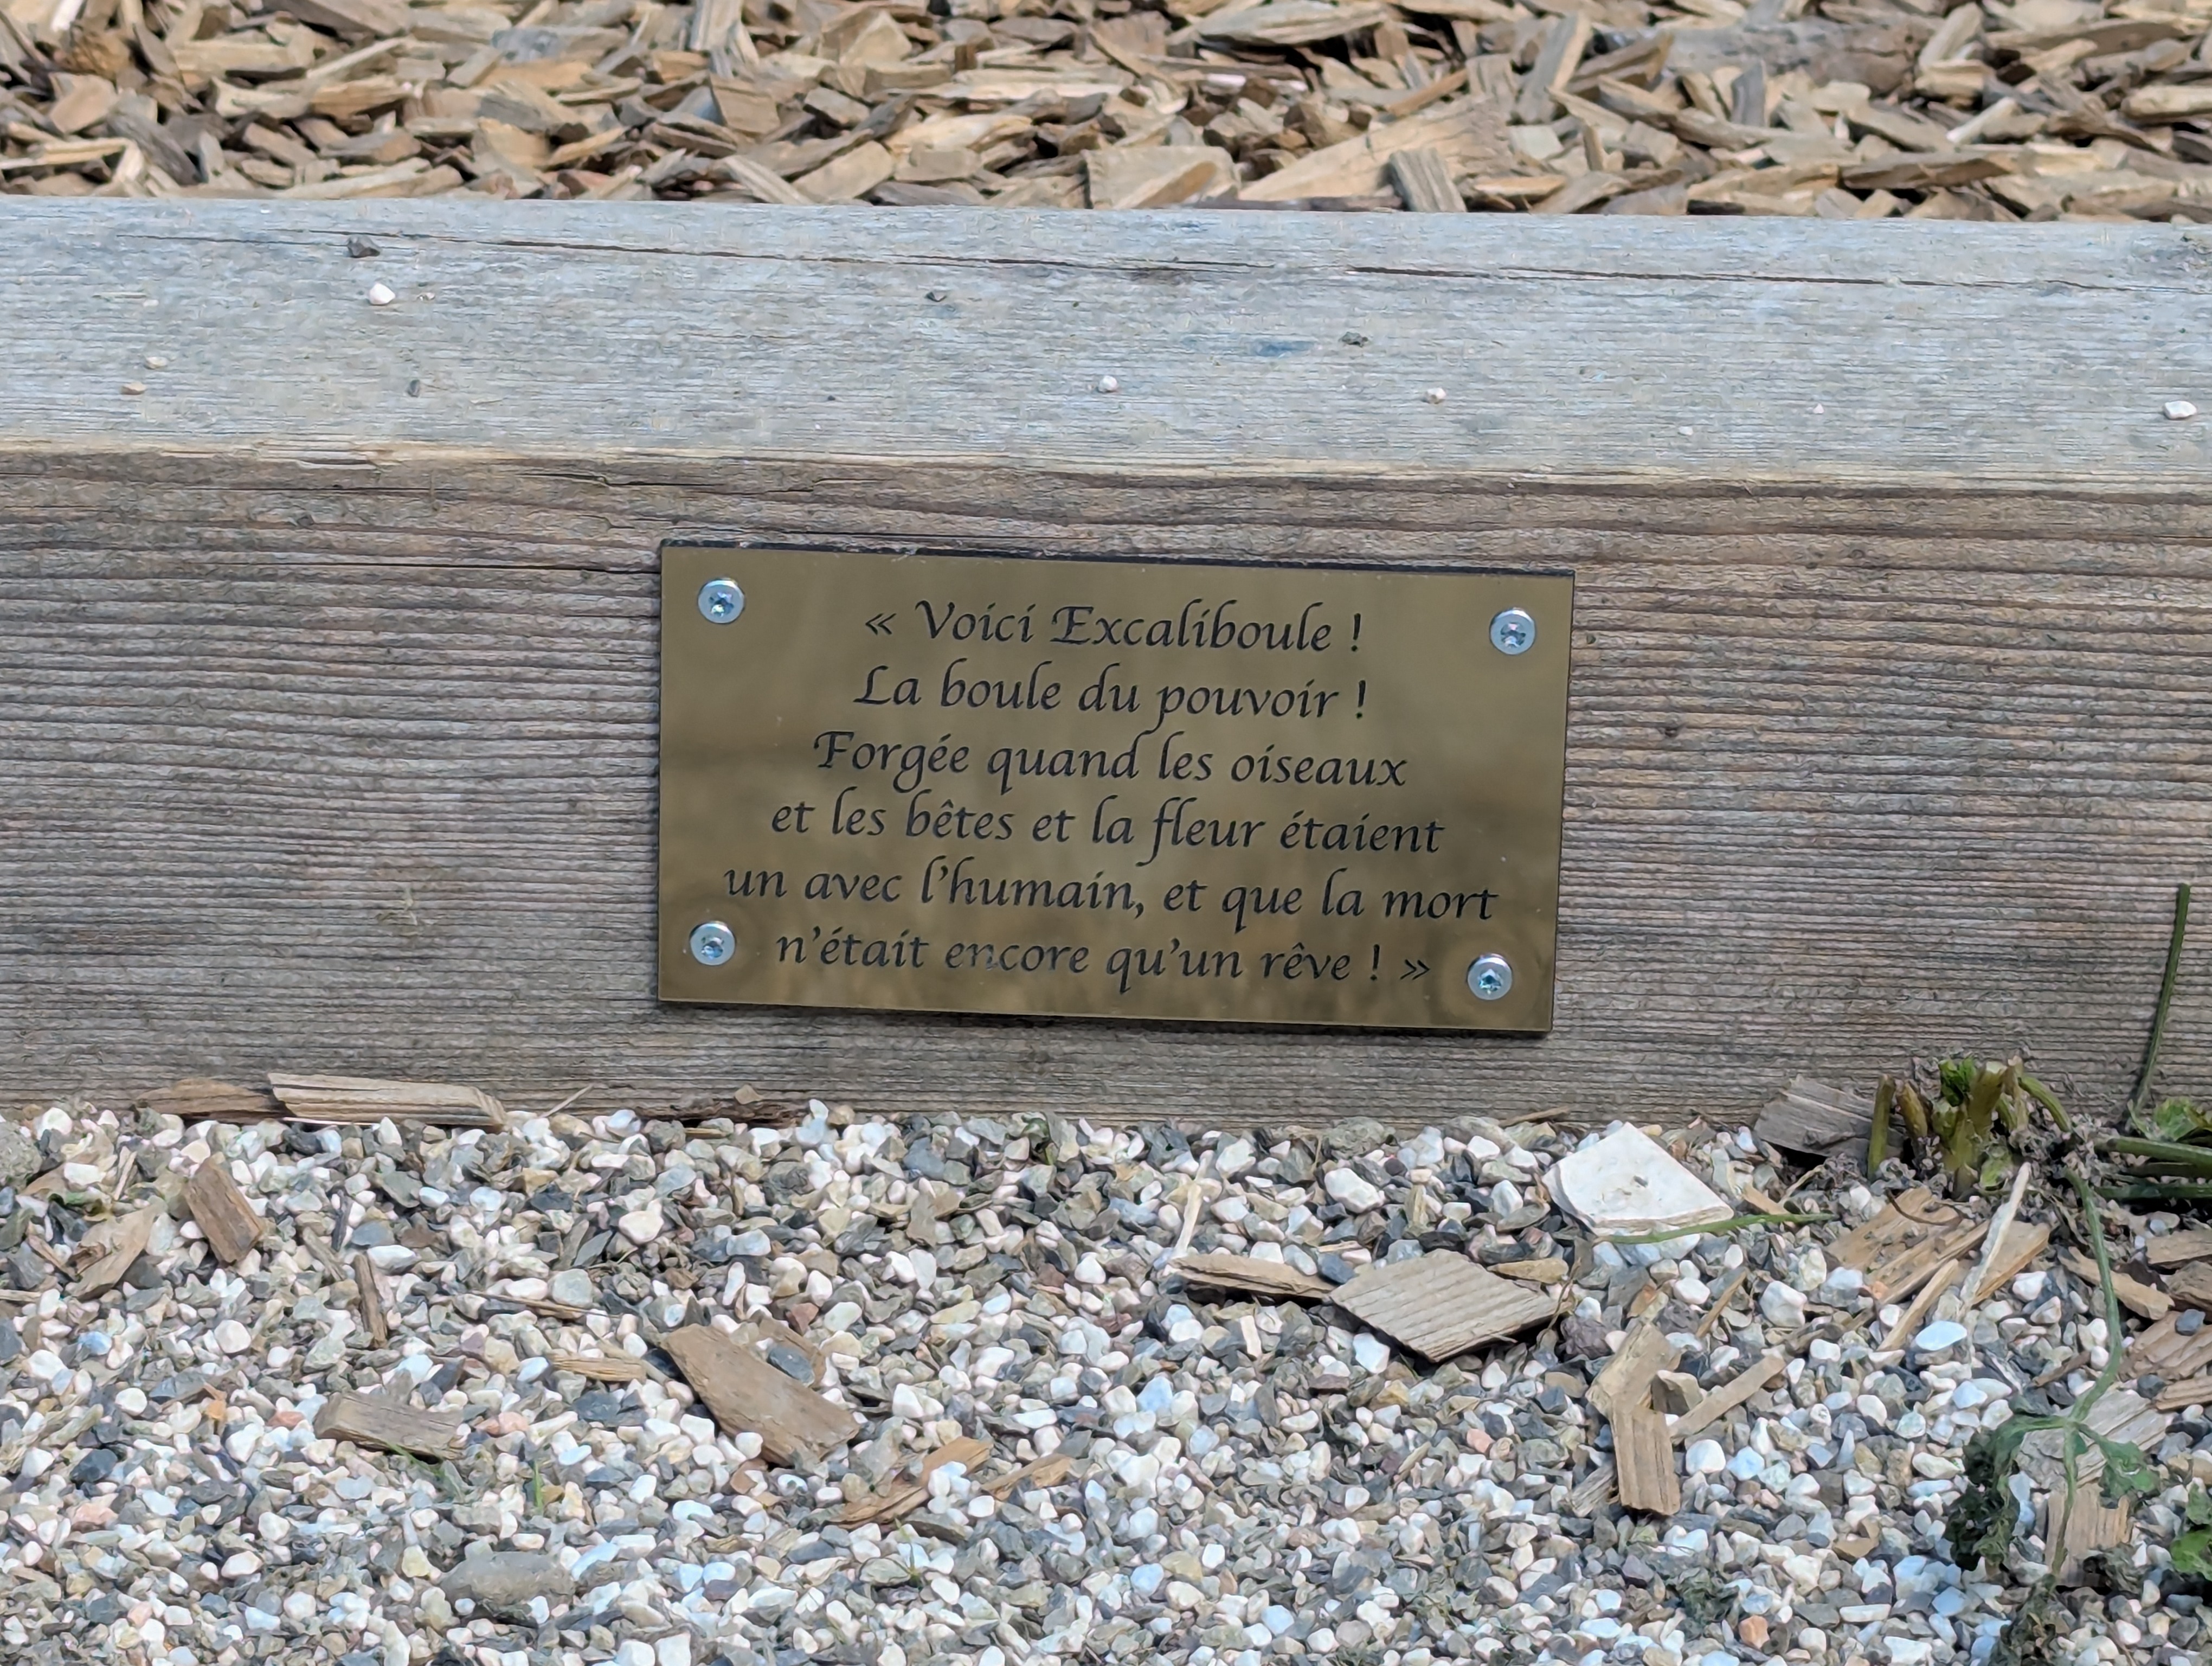 « Voici Excaliboule !
La boule du pouvoir !
Forgée quand les oiseaux
et les bêtes et la fleur étaient
un avec l'humain, et que la mort
n'était encore qu'un rêve ! »